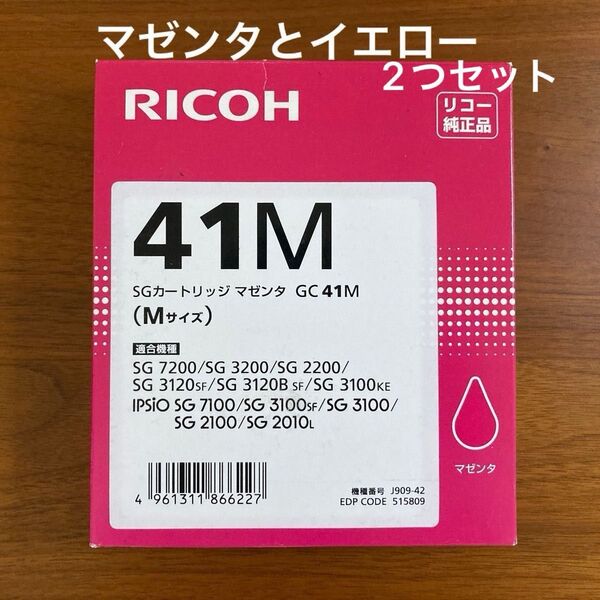 マゼンタとイエロー
2つセット
RICOH
リコー
純正品
41M
SGカートリッジ マゼンタ GC 41M
(Mサイズ)
適合機種
SG 7200/SG 3200/SG 2200/
SG 3120SF/SG 3120B SF/SG 3100KE
IPSiO SG 7100/SG 3100SF/SG 3100/
SG 2100/SG 2010L
マゼンタ
4 961311 866227
機種番号 J909-42
EDP CODE 515809